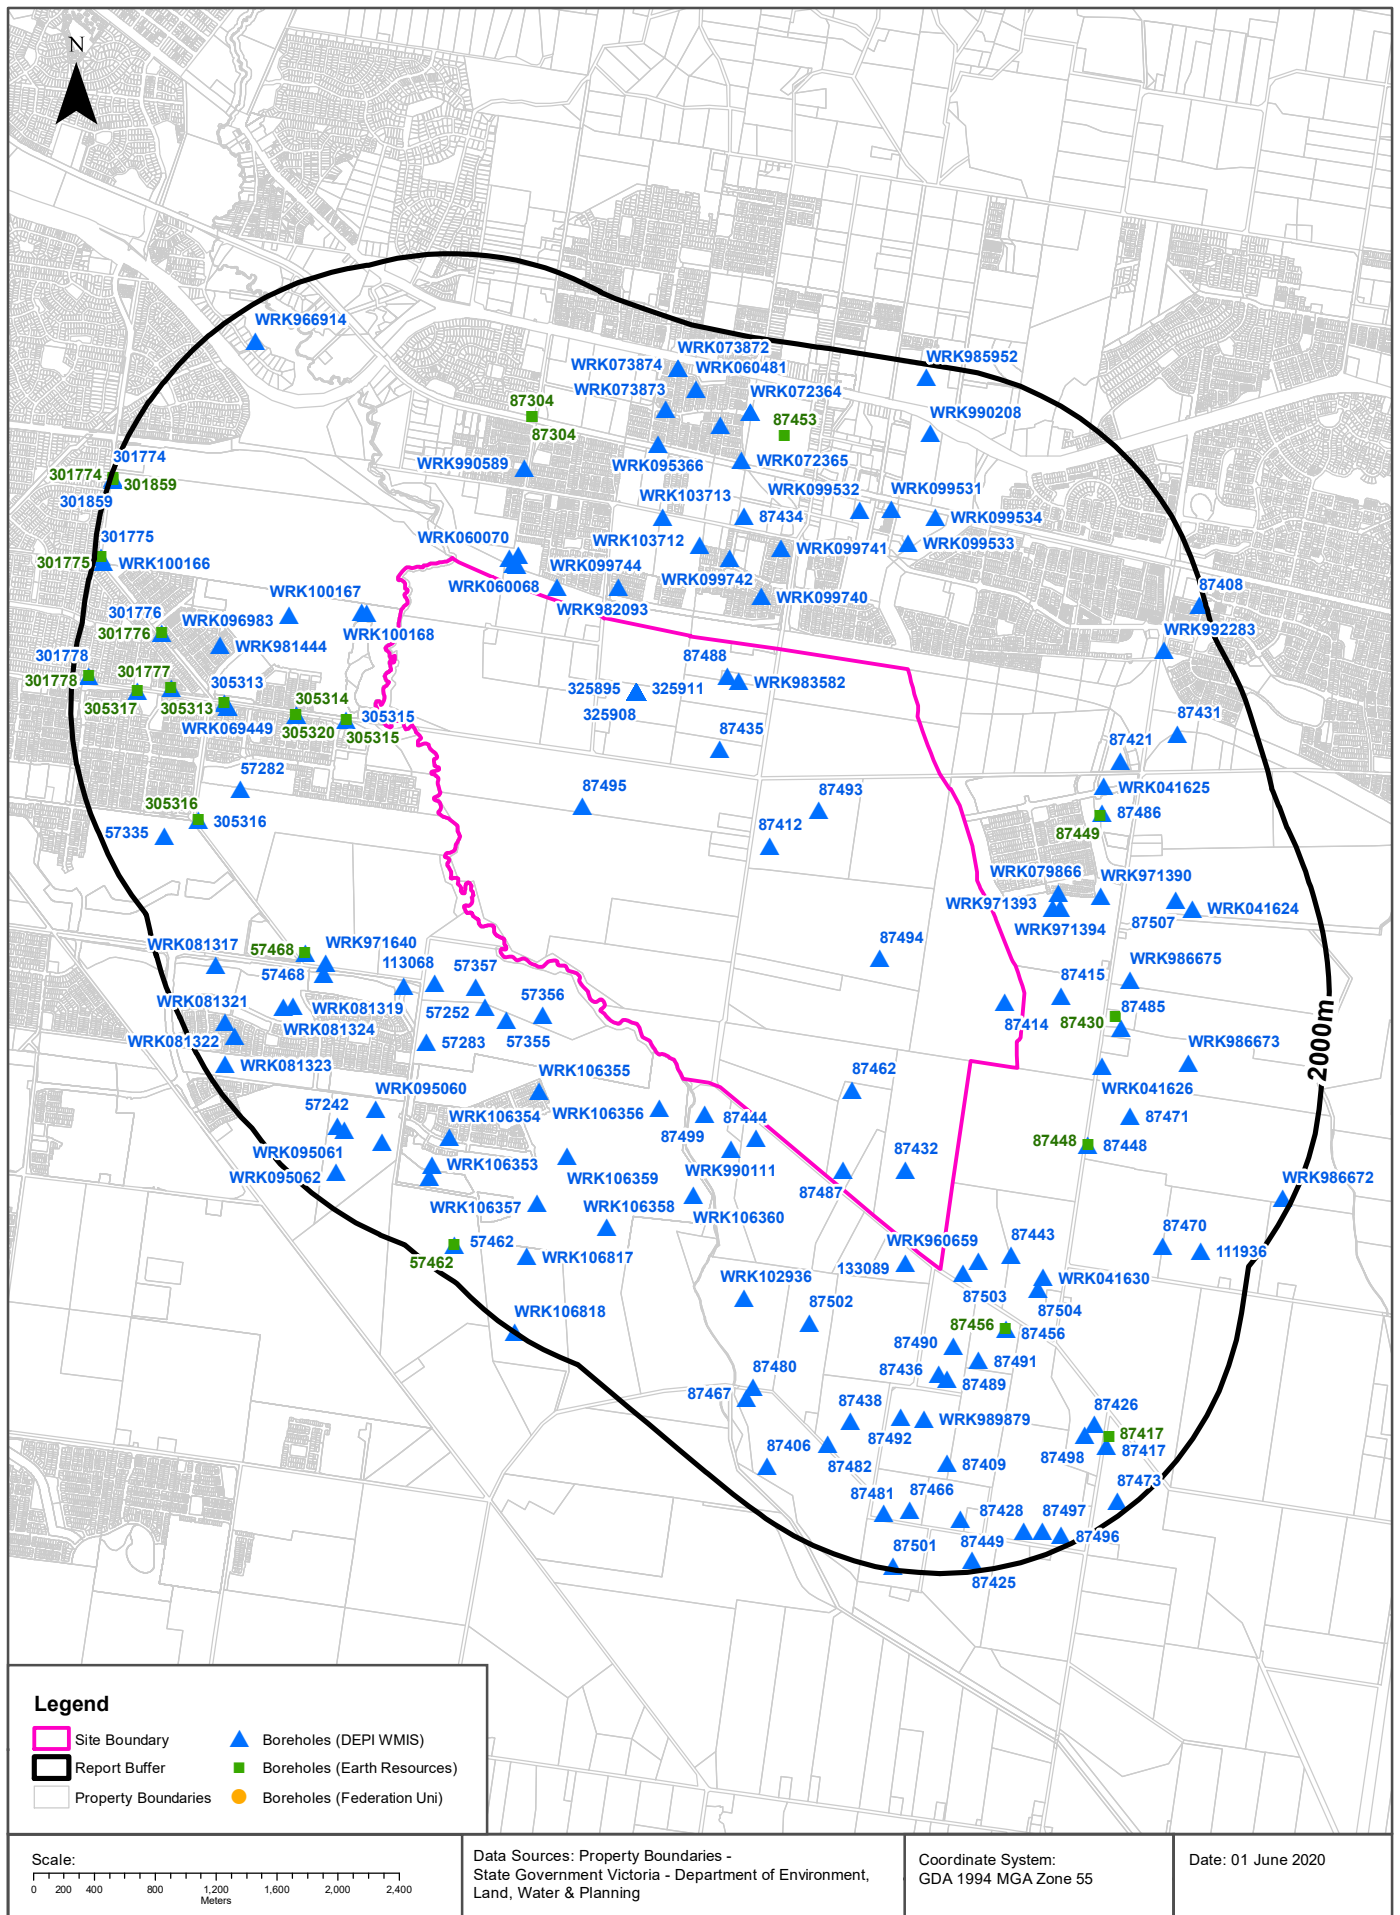 N
WRK966914
WRK073872
WRK985952
WRK073874
WRK060481
WRK073873
WRK072364
87304
WRK990208
87453
87304
301774
WRK990589
WRK095366
WRK072365
301774
301859
301859
WRK103713
WRK099532
WRK099531
87434
WRK099534
301775
WRK060070
WRK103712
WRK099741
WRK099533
301775
WRK100166
WRK099744
WRK099742
WRK060068
87408
WRK100167
WRK099740
WRK982093
301776
WRK096983
WRK992283
301776
WRK100168
WRK981444
301778
87488
301777
305313
WRK983582
301778
325895
325911
305314
305317
305313
325908
305315
87431
WRK069449
305320
305315
87435
87421
57282
87495
87493
WRK041625
305316
87486
305316
87412
87449
57335
WRK079866
WRK971390
WRK971393
WRK041624
WRK971394
87507
WRK081317
57468
WRK971640
87494
113068
57357
WRK986675
57468
87415
WRK081321
57356
WRK081319
57252
87485
WRK081324
87414
87430
WRK081322
57355
57283
WRK986673
2000m
WRK081323
WRK106355
87462
WRK095060
WRK041626
57242
WRK106354
WRK106356
87444
87471
87499
87448
87448
WRK095061
87432
WRK106353
WRK990111
WRK095062
WRK106359
WRK986672
87487
WRK106357
WRK106358
WRK106360
87470
57462
WRK960659
87443
111936
57462
WRK106817
133089
WRK102936
WRK041630
87503
87502
87504
WRK106818
87456
87456
87490
87491
87480
87436
87489
87467
87438
87426
WRK989879
87417
87492
87406
87498
87417
87482
87409
87473
87481
87466
87428
87497
87496
87501
87449
87425
Legend
Site Boundary
Boreholes (DEPI WMIS)
Report Buffer
Boreholes (Earth Resources)
Property Boundaries
Boreholes (Federation Uni)
Scale:
0 200 400 800 1,200 1,600 2,000 2,400
Meters
Data Sources: Property Boundaries -
State Government Victoria - Department of Environment,
Land, Water & Planning
Coordinate System:
GDA 1994 MGA Zone 55
Date: 01 June 2020